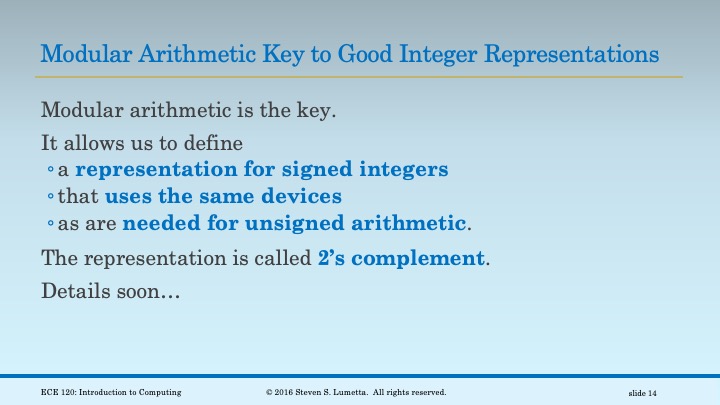 Modular Arithmetic Key to Good Integer Representations
Modular arithmetic is the key.
It allows us to define
◦a representation for signed integers
◦that uses the same devices
◦as are needed for unsigned arithmetic.
The representation is called 2’s complement.
Details soon…
ECE 120: Introduction to Computing
© 2016 Steven S. Lumetta.  All rights reserved.
slide 14